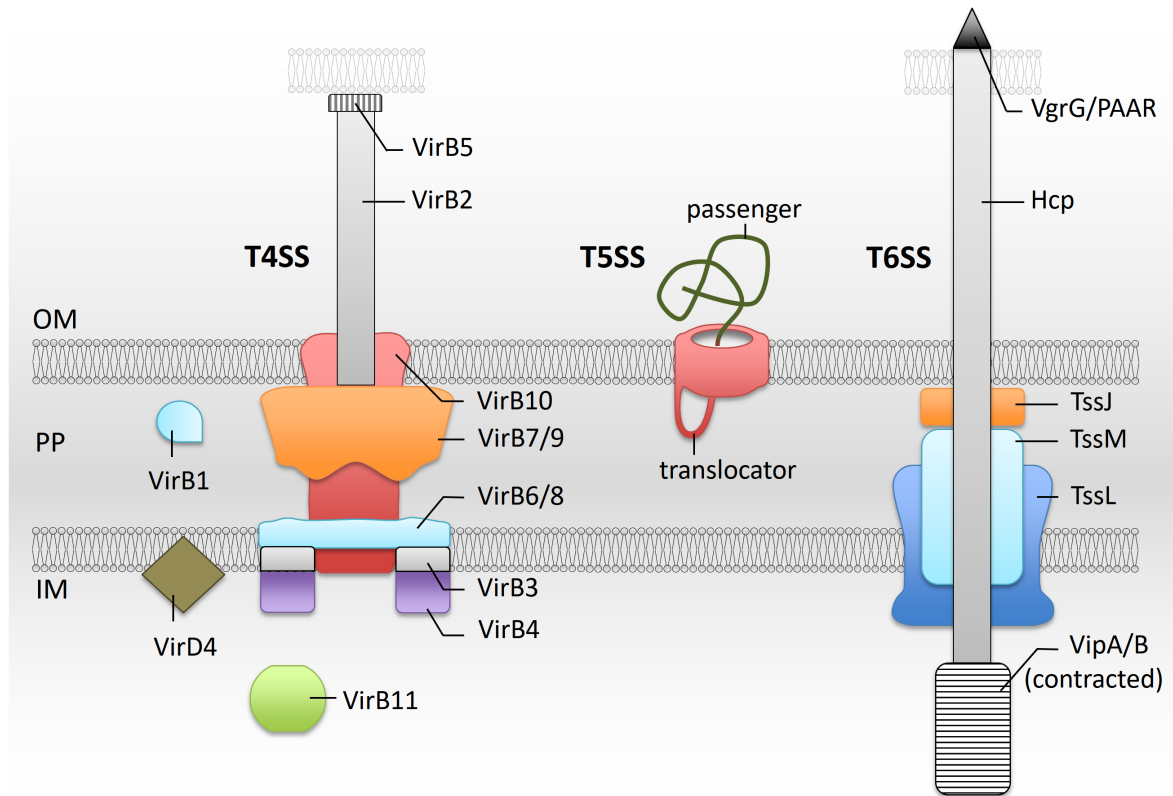 VgrG/PAAR
VirB5
VirB2
Hcp
passenger
T4SS
T5SS
T6SS
OM
VirB10
TssJ
PP
VirB7/9
TssM
VirB1
translocator
VirB6/8
TssL
IM
VirB3
VirB4
VirD4
VipA/B
(contracted)
VirB11